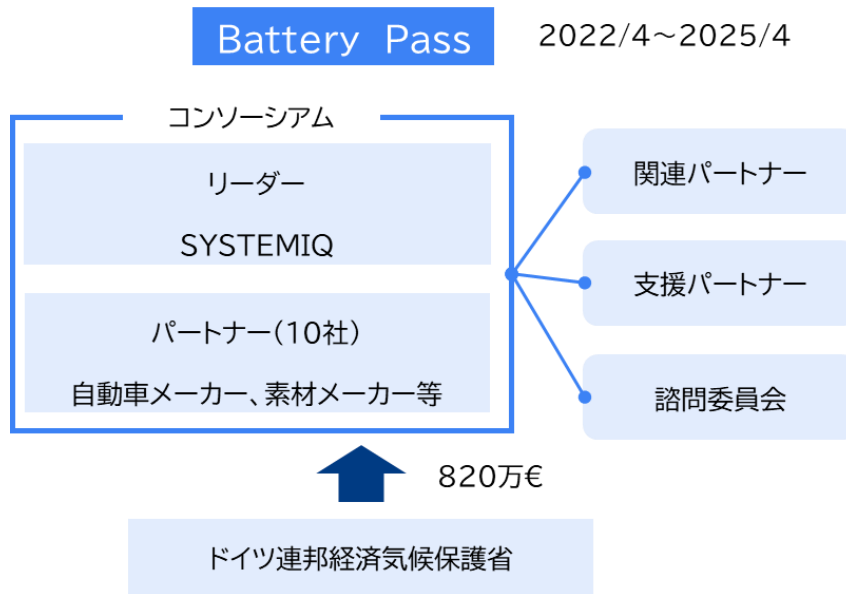 Battery Pass
2022/4~2025/4
コンソーシアム
リーダー
SYSTEMIQ
パートナー(10社)
自動車メーカー、素材メーカー等
関連パートナー
支援パートナー
諮問委員会
820万€
ドイツ連邦経済気候保護省